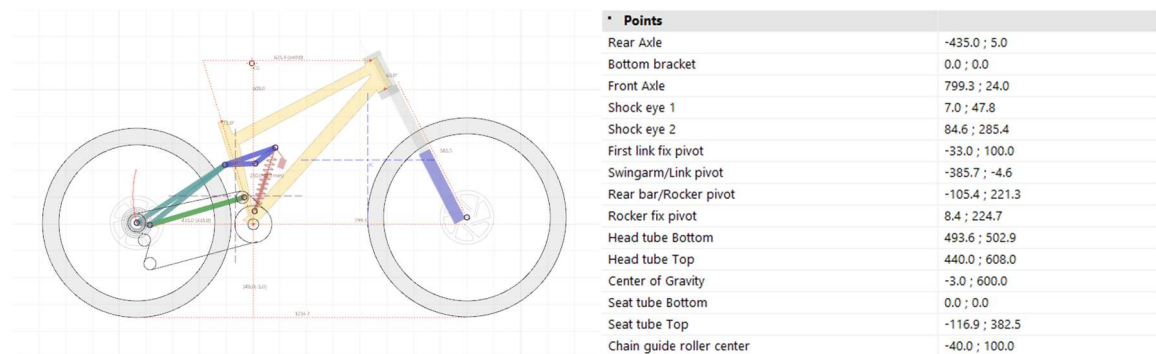 Points
Rear Axle -435.0 ; 5.0
Bottom bracket 0.0 ; 0.0
Front Axle 799.3 ; 24.0
Shock eye 1 7.0 ; 47.8
Shock eye 2 84.6 ; 285.4
First link fix pivot -33.0 ; 100.0
Swingarm/Link pivot -385.7 ; -4.6
Rear bar/Rocker pivot -105.4 ; 221.3
Rocker fix pivot 8.4 ; 224.7
Head tube Bottom 493.6 ; 502.9
Head tube Top 440.0 ; 608.0
Center of Gravity -3.0 ; 600.0
Seat tube Bottom 0.0 ; 0.0
Seat tube Top -116.9 ; 382.5
Chain guide roller center -40.0 ; 100.0